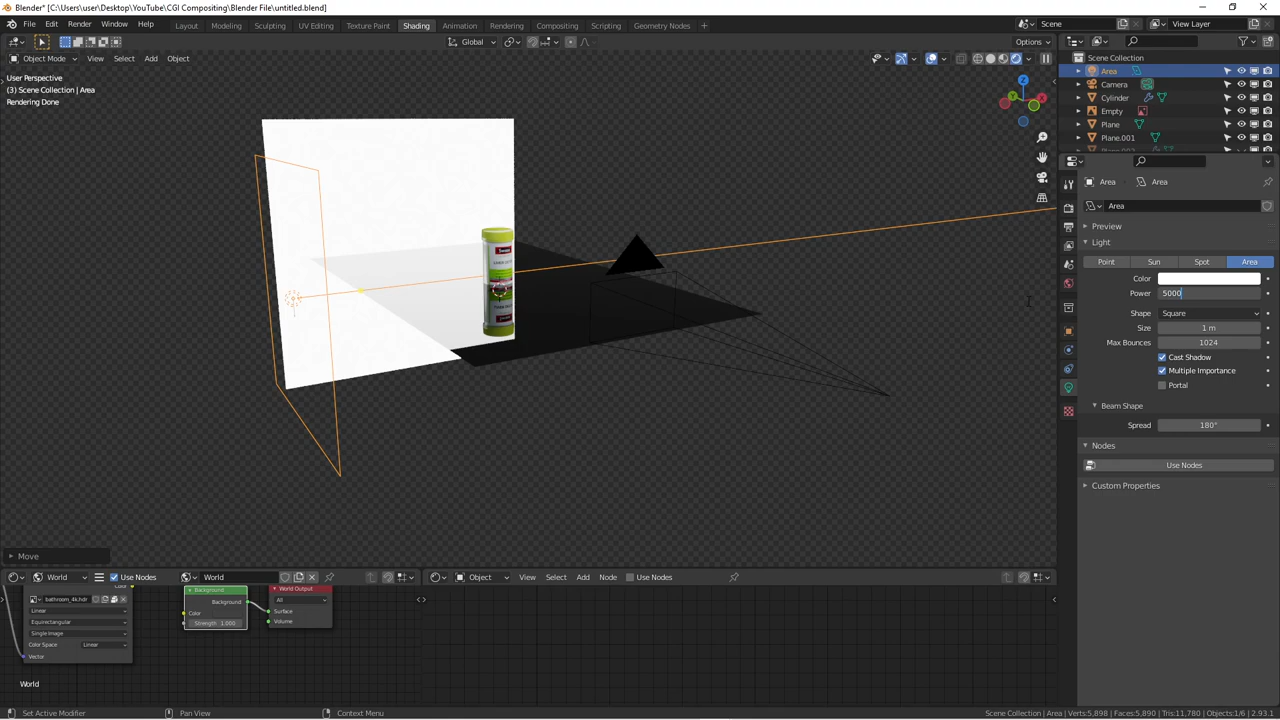 Blender* [C:\Users\user\Desktop\YouTube\CGI Compositing\Blender File\untitled.blend]
File Edit Render Window Help Layout Modeling Sculpting UV Editing Texture Paint Shading Animation Rendering Compositing Scripting Geometry Nodes + Scene View Layer
Global Options
Object Mode View Select Add Object
User Perspective
(3) Scene Collection | Area
Rendering Done
Z
Y
X
Scene Collection
Area
Camera
Cylinder
Empty
Plane
Plane.001
Area Area
Area
Preview
Light
Point Sun Spot Area
Color
Power 5000
Shape Square
Size 1 m
Max Bounces 1024
Cast Shadow
Multiple Importance
Portal
Beam Shape
Spread 180°
Nodes
Use Nodes
Custom Properties
Move
World Use Nodes World
Object View Select Add Node Use Nodes
Color
bathroom_4k.hdr
Linear
Equirectangular
Single Image
Color Space Linear
Vector
Background
Background
Color
Strength 1.000
World Output
All
Surface
Volume
World
Set Active Modifier Pan View Context Menu Scene Collection | Area | Verts:5,898 | Faces:5,890 | Tris:11,780 | Objects:1/6 | 2.93.1